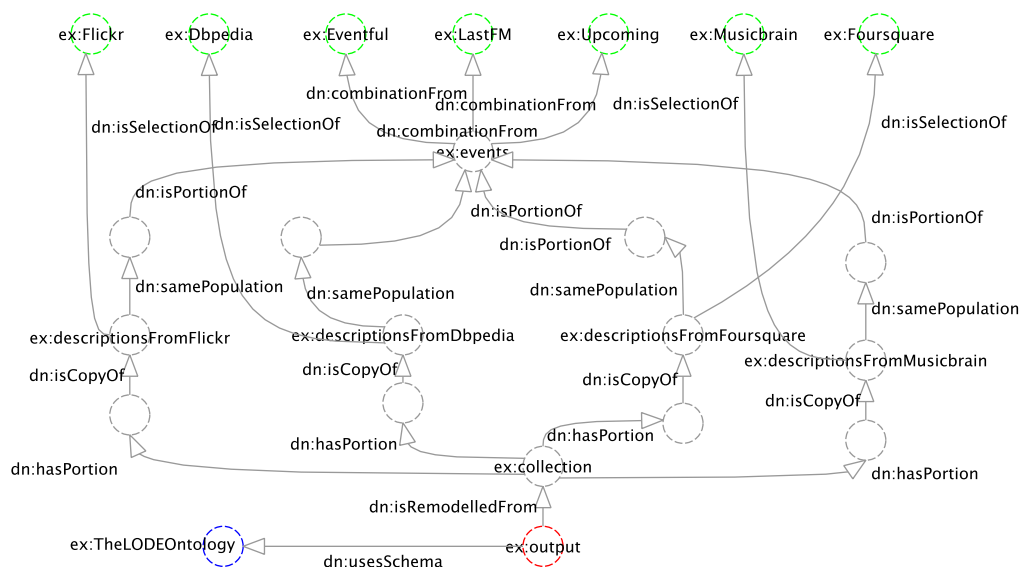 ex:Flickr
ex:Dbpedia
ex:Eventful
ex:LastFM
ex:Upcoming
ex:Musicbrain
ex:Foursquare
dn:combinationFrom
dn:combinationFrom
dn:isSelectionOf
dn:isSelectionOf
dn:isSelectionOf
dn:isSelectionOf
dn:combinationFrom
ex:events
dn:isPortionOf
dn:isPortionOf
dn:isPortionOf
dn:isPortionOf
dn:samePopulation
dn:samePopulation
dn:samePopulation
dn:samePopulation
ex:descriptionsFromFlickr
ex:descriptionsFromDbpedia
ex:descriptionsFromFoursquare
ex:descriptionsFromMusicbrain
dn:isCopyOf
dn:isCopyOf
dn:isCopyOf
dn:isCopyOf
dn:hasPortion
dn:hasPortion
dn:hasPortion
dn:hasPortion
ex:collection
dn:isRemodelledFrom
ex:TheLODEOntology
ex:output
dn:usesSchema